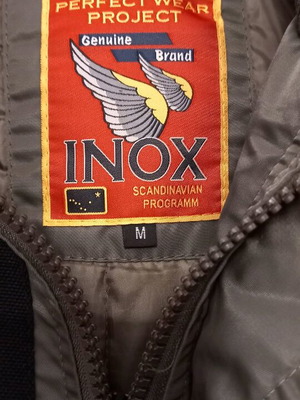 PERFECT WEAR
PROJECT
Genuine
Brand
INOX
SCANDINAVIAN
PROGRAMM
M